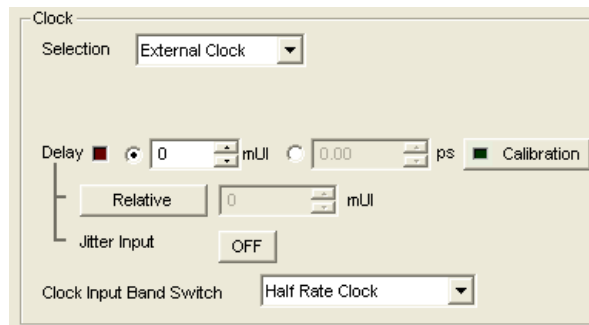 Clock
Selection External Clock
Delay 0 mUI 0.00 ps Calibration
Relative 0 mUI
Jitter Input OFF
Clock Input Band Switch Half Rate Clock